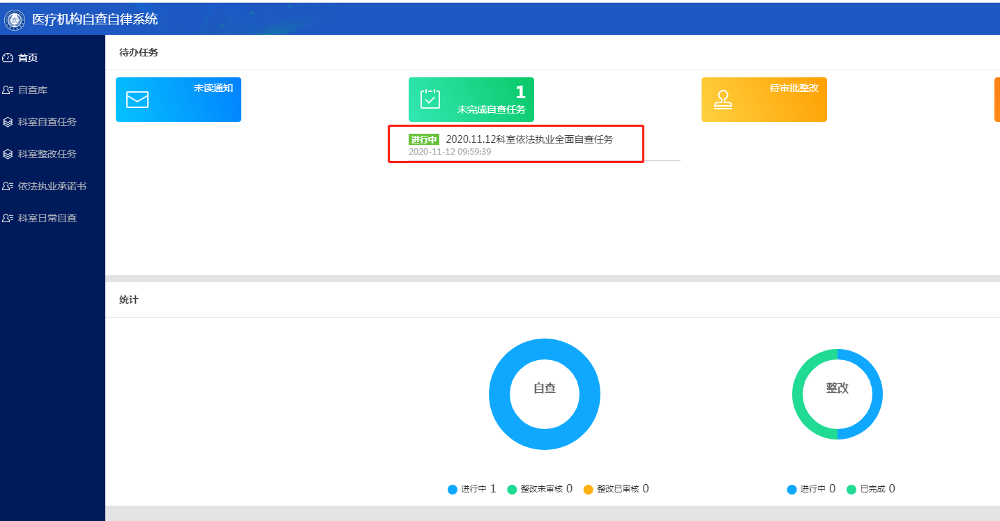 医疗机构自查自律系统
首页
自查库
科室自查任务
科室整改任务
依法执业承诺书
科室日常自查
待办任务
未读通知
1
未完成自查任务
待审批整改
进行中 2020.11.12科室依法执业全面自查任务
2020-11-12 09:59:39
统计
自查
整改
进行中 1 整改未审核 0 整改已审核 0
进行中 0 已完成 0